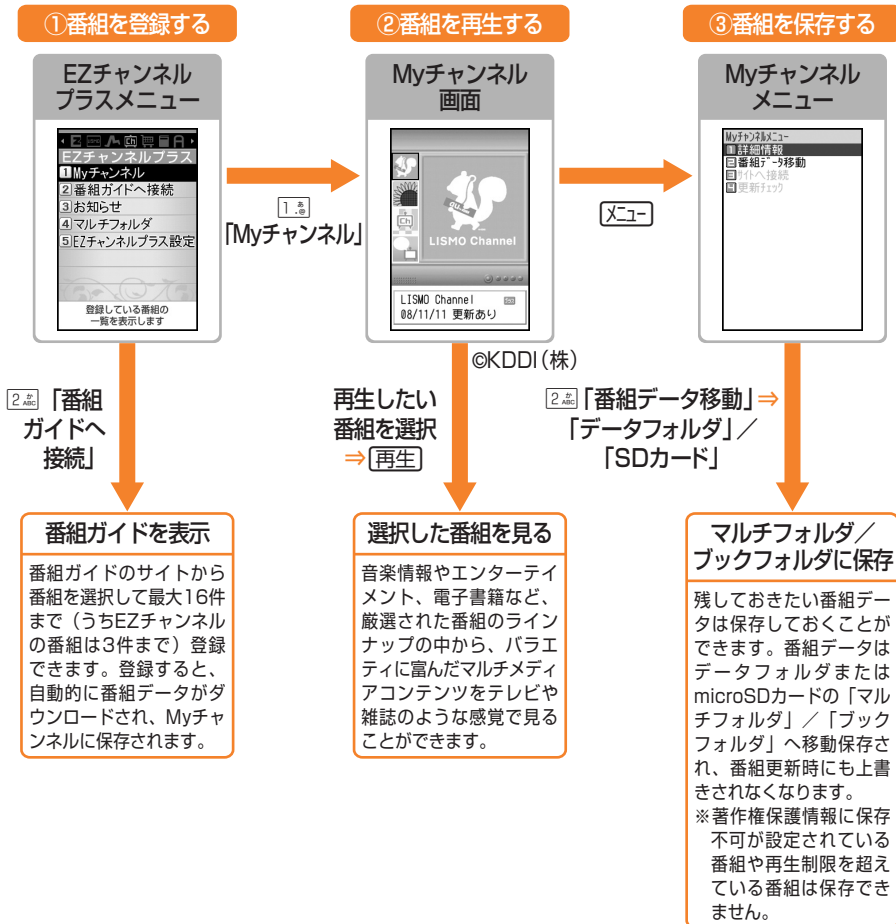 ①番組を登録する
EZチャンネル
プラスメニュー
EZチャンネルプラス
1Myチャンネル
2番組ガイドへ接続
3お知らせ
4マルチフォルダ
5EZチャンネルプラス設定
登録している番組の
一覧を表示します
1
「Myチャンネル」
2 か ABC 「番組
ガイドへ
接続」
番組ガイドを表示
番組ガイドのサイトから
番組を選択して最大16件
まで（うちEZチャンネル
の番組は3件まで）登録
できます。登録すると、
自動的に番組データがダ
ウンロードされ、Myチャ
ンネルに保存されます。
②番組を再生する
Myチャンネル
画面
Ch
LISMO Channel
LISMO Channel
08/11/11 更新あり
©KDDI（株）
再生したい
番組を選択
⇒再生
選択した番組を見る
音楽情報やエンターテイ
メント、電子書籍など、
厳選された番組のライン
ナップの中から、バラエ
ティに富んだマルチメディ
アコンテンツをテレビや
雑誌のような感覚で見る
ことができます。
メニュー
③番組を保存する
Myチャンネル
メニュー
Myチャンネルメニュー
1詳細情報
2番組データ移動
3サイトへ接続
4更新チェック
2 か ABC 「番組データ移動」⇒
「データフォルダ」／
「SDカード」
マルチフォルダ／
ブックフォルダに保存
残しておきたい番組デー
タは保存しておくことが
できます。番組データは
データフォルダまたは
microSDカードの「マル
チフォルダ」／「ブック
フォルダ」へ移動保存さ
れ、番組更新時にも上書
きされなくなります。
※著作権保護情報に保存
不可が設定されている
番組や再生制限を超え
ている番組は保存でき
ません。